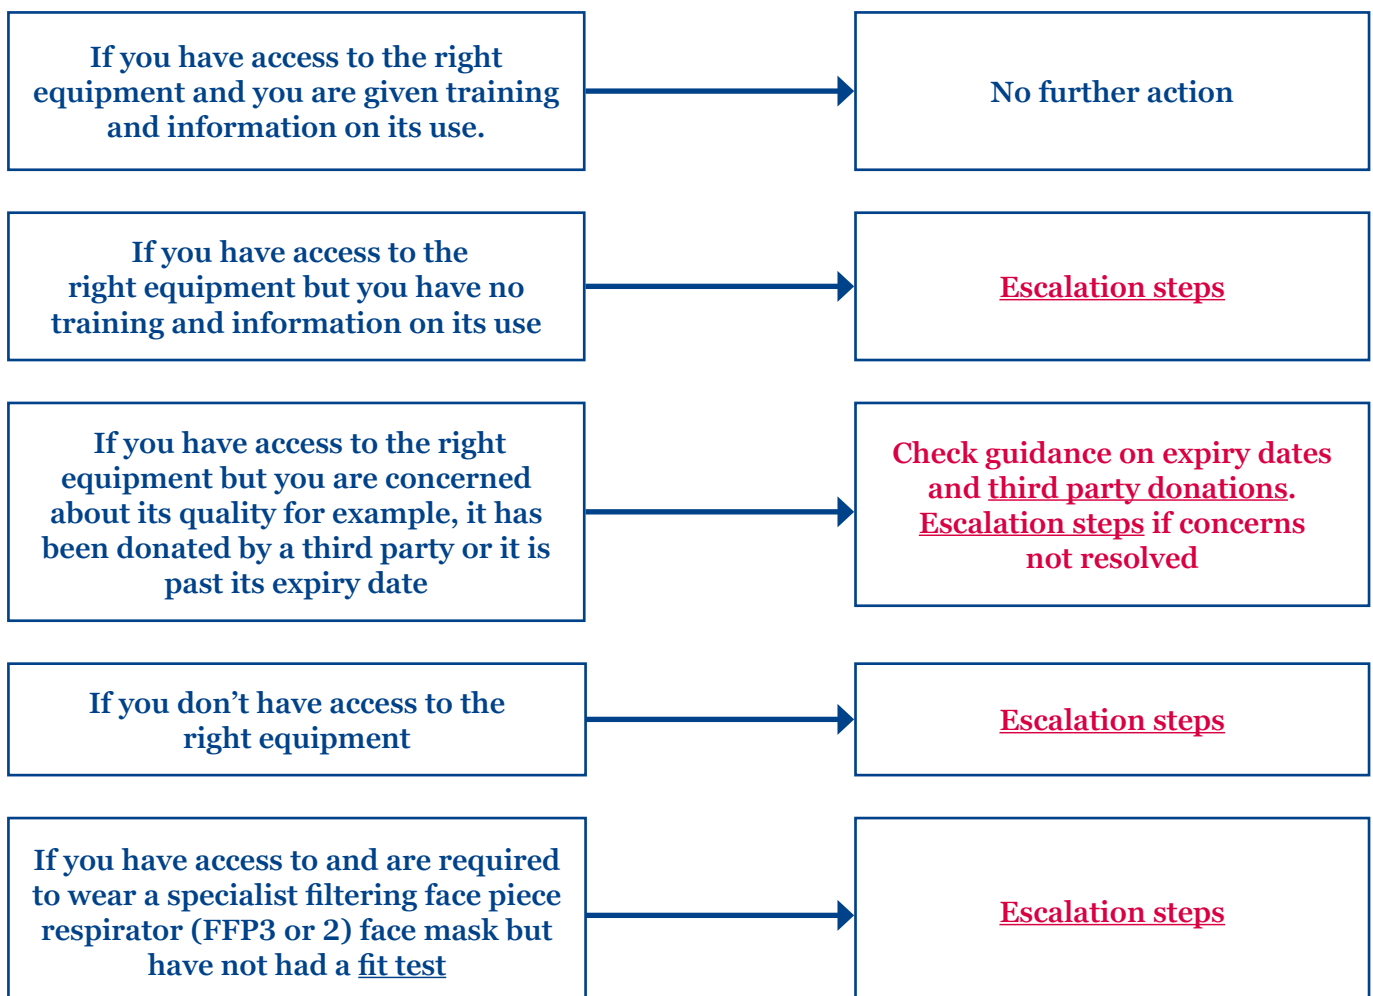 If you have access to the right
equipment and you are given training
and information on its use.
No further action
If you have access to the
right equipment but you have no
training and information on its use
Escalation steps
If you have access to the right
equipment but you are concerned
about its quality for example, it has
been donated by a third party or it is
past its expiry date
Check guidance on expiry dates
and third party donations.
Escalation steps if concerns
not resolved
If you don’t have access to the
right equipment
Escalation steps
If you have access to and are required
to wear a specialist filtering face piece
respirator (FFP3 or 2) face mask but
have not had a fit test
Escalation steps